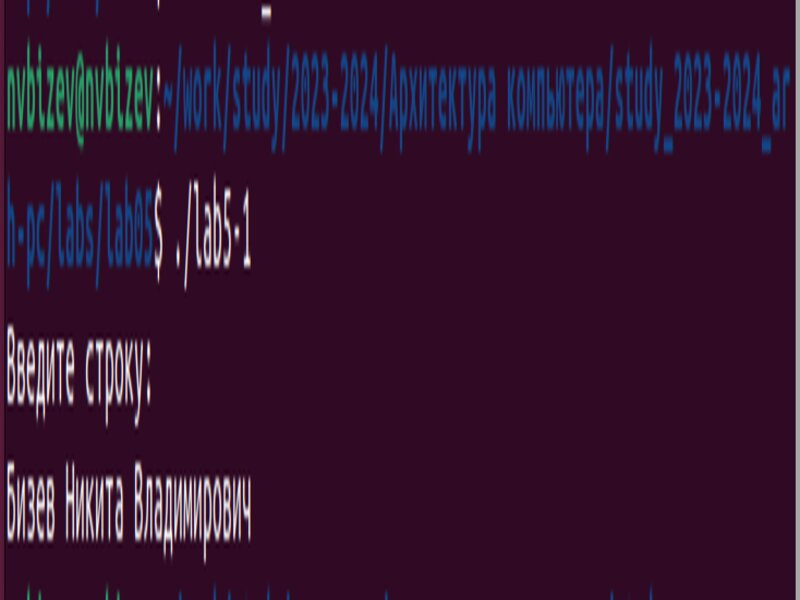 nvbizev@nvbizev:~/work/study/2023-2024/Архитектура компьютера/study_2023-2024_ar
h-pc/labs/lab05$ ./lab5-1
Введите строку:
Бизев Никита Владимирович